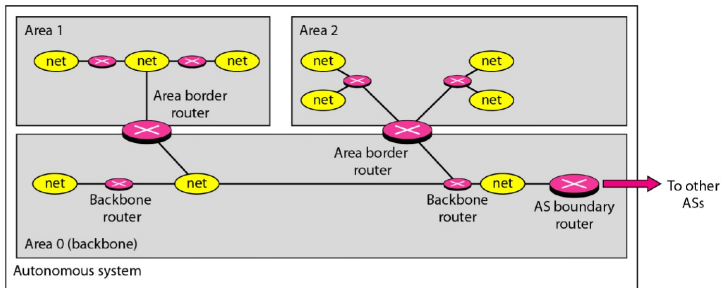 Area 1
Area 2
net
net
net
net
net
net
net
Area border
router
Area border
router
net
net
net
Backbone
router
Backbone
router
AS boundary
router
To other
ASs
Area 0 (backbone)
Autonomous system